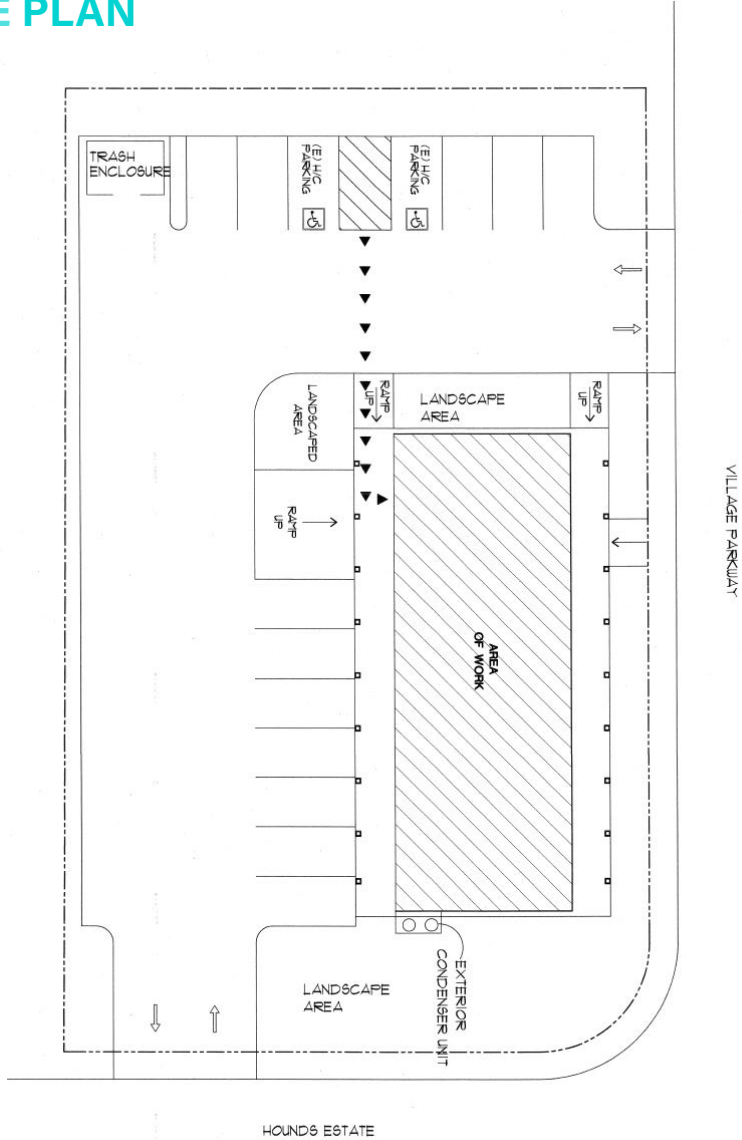 E PLAN
TRASH
ENCLOSURE
(E) H/C
PARKING
(E) H/C
PARKING
LANDSCAPED
AREA
RAMP
UP
LANDSCAPE
AREA
RAMP
UP
RAMP
UP
VILLAGE PARKWAY
AREA
OF WORK
LANDSCAPE
AREA
EXTERIOR
CONDENSER UNIT
HOUNDS ESTATE